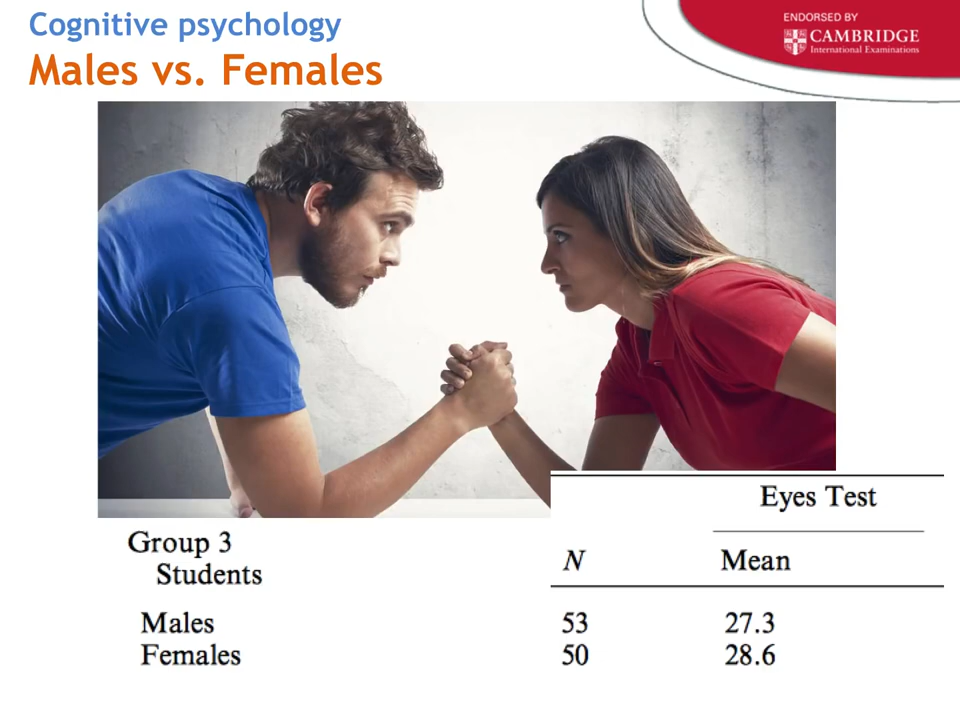 Cognitive psychology
Males vs. Females
ENDORSED BY
CAMBRIDGE
International Examinations
Eyes Test
Group 3
Students
N Mean
Males 53 27.3
Females 50 28.6